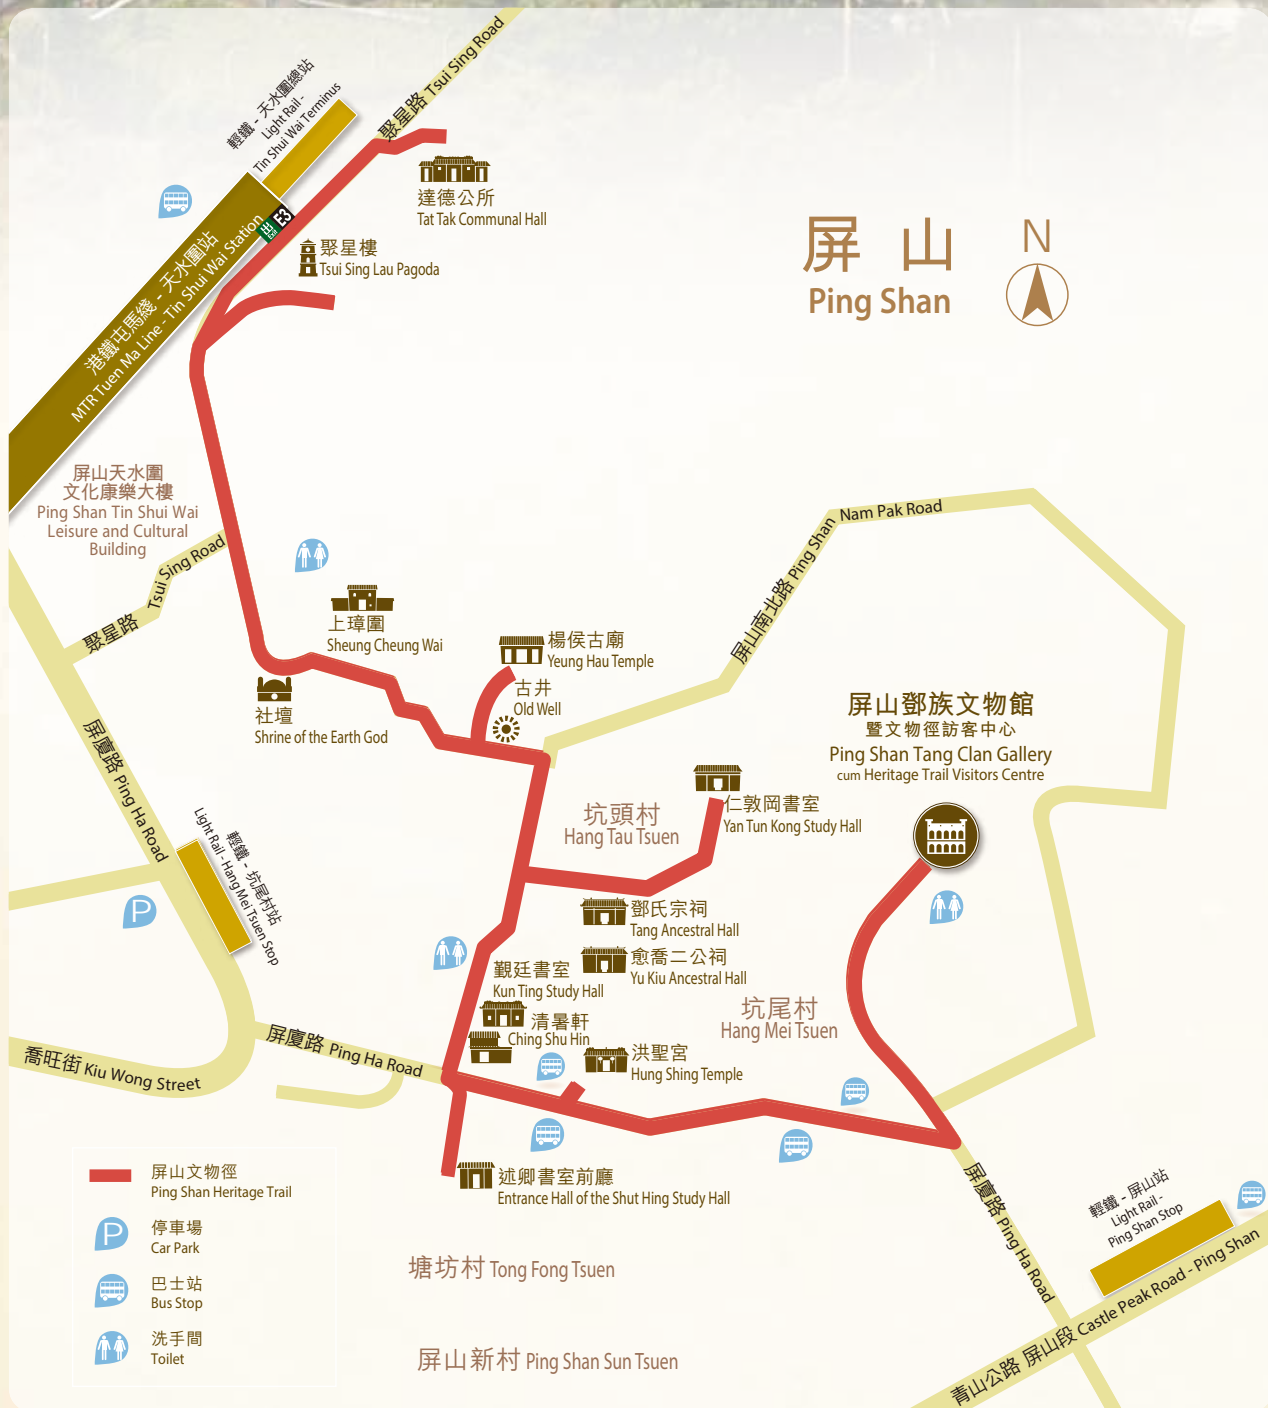 聚星路 Tsui Sing Road
輕鐵 - 天水圍總站
Light Rail -
Tin Shui Wai Terminus
達德公所
Tat Tak Communal Hall
屏山
Ping Shan
N
出
EXIT
E3
港鐵屯馬綫 - 天水圍站
MTR Tuen Ma Line - Tin Shui Wai Station
聚星樓
Tsui Sing Lau Pagoda
屏山天水圍
文化康樂大樓
Ping Shan Tin Shui Wai
Leisure and Cultural
Building
聚星路 Tsui Sing Road
屏山南北路 Ping Shan Nam Pak Road
上璋圍
Sheung Cheung Wai
楊侯古廟
Yeung Hau Temple
古井
Old Well
社壇
Shrine of the Earth God
屏山鄧族文物館
暨文物徑訪客中心
Ping Shan Tang Clan Gallery
cum Heritage Trail Visitors Centre
屏廈路 Ping Ha Road
輕鐵 - 坑尾村站
Light Rail - Hang Mei Tsuen Stop
P
坑頭村
Hang Tau Tsuen
仁敦岡書室
Yan Tun Kong Study Hall
鄧氏宗祠
Tang Ancestral Hall
愈喬二公祠
Yu Kiu Ancestral Hall
覲廷書室
Kun Ting Study Hall
清暑軒
Ching Shu Hin
坑尾村
Hang Mei Tsuen
洪聖宮
Hung Shing Temple
屏廈路 Ping Ha Road
喬旺街 Kiu Wong Street
述卿書室前廳
Entrance Hall of the Shut Hing Study Hall
屏廈路 Ping Ha Road
輕鐵 - 屏山站
Light Rail -
Ping Shan Stop
青山公路 屏山段 Castle Peak Road - Ping Shan
塘坊村 Tong Fong Tsuen
屏山新村 Ping Shan Sun Tsuen
屏山文物徑
Ping Shan Heritage Trail
P
停車場
Car Park
巴士站
Bus Stop
洗手間
Toilet